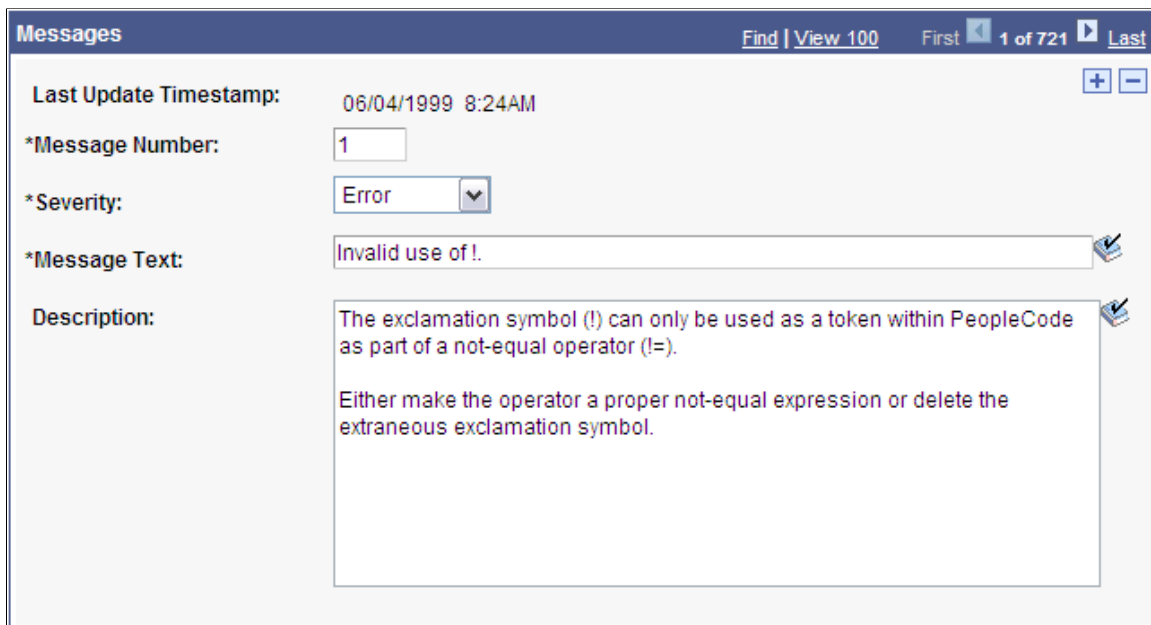 Messages Find | View 100 First 1 of 721 Last
Last Update Timestamp: 06/04/1999 8:24AM
*Message Number: 1
*Severity: Error
*Message Text: Invalid use of !.
Description: The exclamation symbol (!) can only be used as a token within PeopleCode
as part of a not-equal operator (!=).
Either make the operator a proper not-equal expression or delete the
extraneous exclamation symbol.